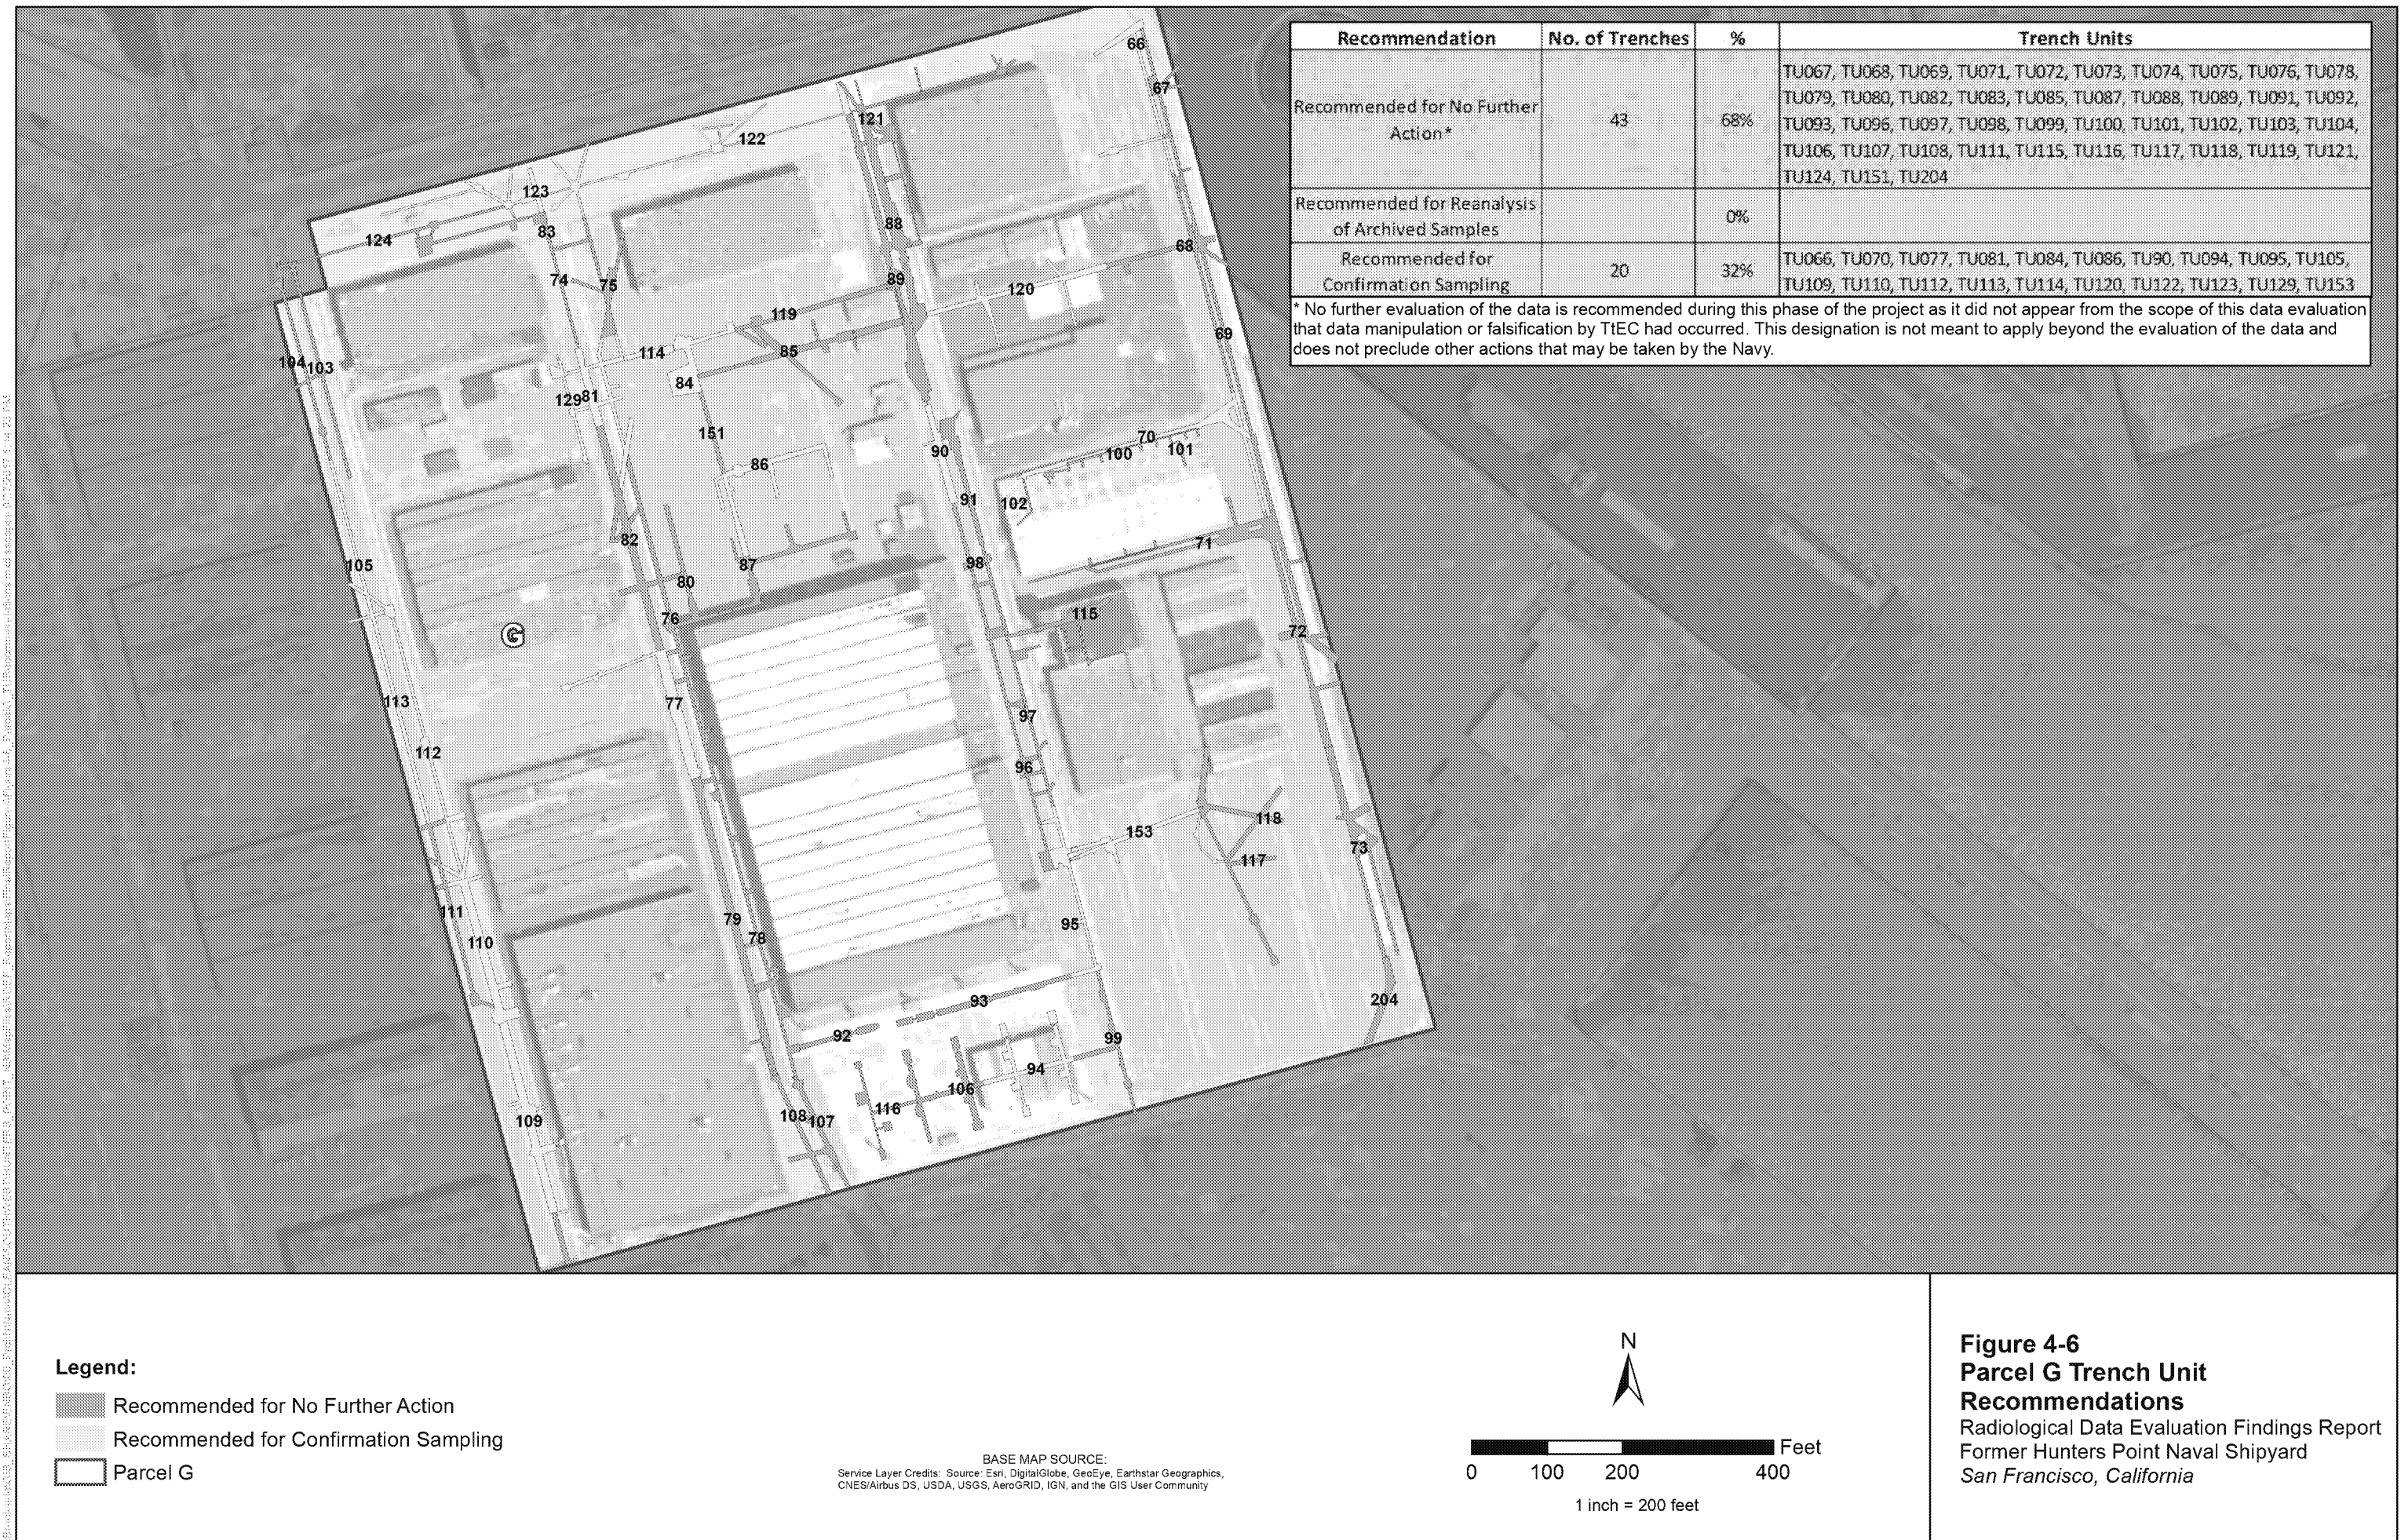 Recommendation No. of Trenches % Trench Units
Recommended for No Further Action* 43 68%
TU067, TU068, TU069, TU071, TU072, TU073, TU074, TU075, TU076, TU078,
TU079, TU080, TU082, TU083, TU085, TU087, TU088, TU089, TU091, TU092,
TU093, TU096, TU097, TU098, TU099, TU100, TU101, TU102, TU103, TU104,
TU106, TU107, TU108, TU111, TU115, TU116, TU117, TU118, TU119, TU121,
TU124, TU151, TU204
Recommended for Reanalysis
of Archived Samples 0%
Recommended for
Confirmation Sampling 20 32%
TU066, TU070, TU077, TU081, TU084, TU086, TU90, TU094, TU095, TU105,
TU109, TU110, TU112, TU113, TU114, TU120, TU122, TU123, TU129, TU153
* No further evaluation of the data is recommended during this phase of the project as it did not appear from the scope of this data evaluation
that data manipulation or falsification by TtEC had occurred. This designation is not meant to apply beyond the evaluation of the data and
does not preclude other actions that may be taken by the Navy.
66
67
121
122
123
88
83
124
68
74
75
89
120
119
69
85
114
104
103
84
129
81
151
70
90
100
101
86
91
102
82
71
98
87
105
80
115
76
72
G
113
77
97
112
96
118
153
73
117
111
79
95
78
110
204
93
92
99
94
106
116
108
107
109
Legend:
Recommended for No Further Action
Recommended for Confirmation Sampling
Parcel G
BASE MAP SOURCE:
Service Layer Credits: Source: Esri, DigitalGlobe, GeoEye, Earthstar Geographics,
CNES/Airbus DS, USDA, USGS, AeroGRID, IGN, and the GIS User Community
N
Feet
0 100 200 400
1 inch = 200 feet
Figure 4-6
Parcel G Trench Unit
Recommendations
Radiological Data Evaluation Findings Report
Former Hunters Point Naval Shipyard
San Francisco, California